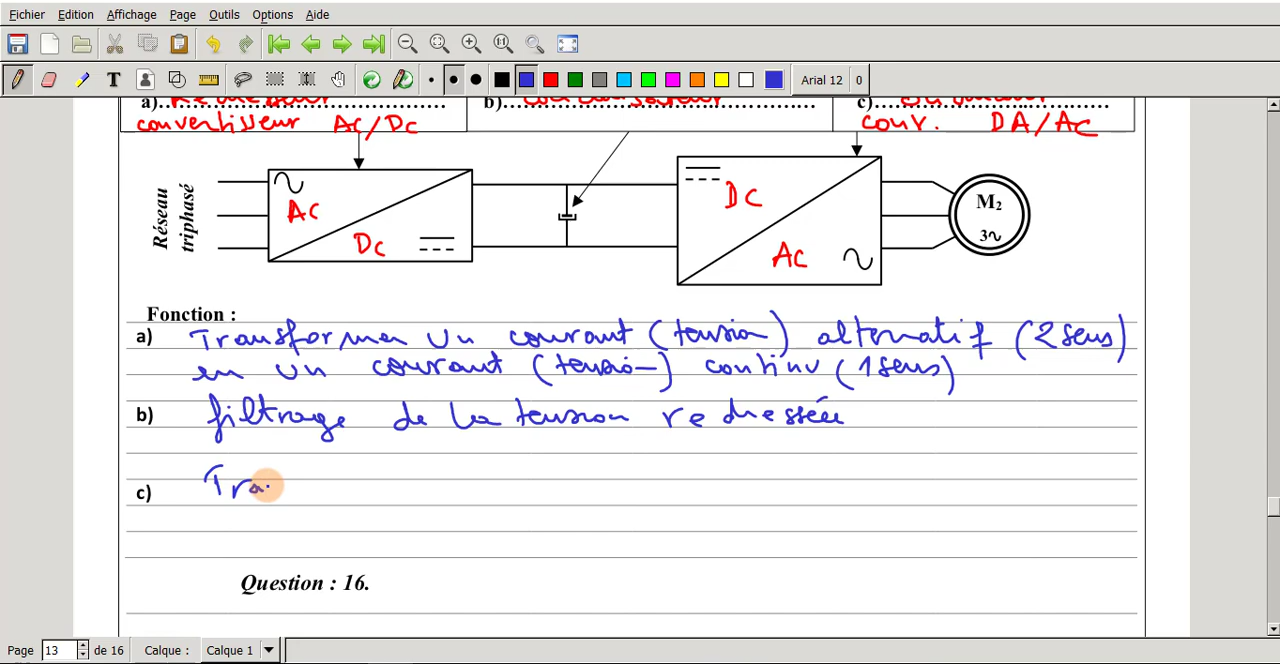 Fichier Edition Affichage Page Outils Options Aide
Arial 12 0
a) Redresseur b) c)
convertisseur AC/DC conv. DA/AC
Réseau
triphasé
AC
DC
DC
AC
M2
3~
Fonction :
a) Transformer un courant (tension) alternatif (2 sens)
en un courant (tension) continu (1 sens)
b) filtrage de la tension redressée
c) Tra
Question : 16.
Page 13 de 16 Calque : Calque 1